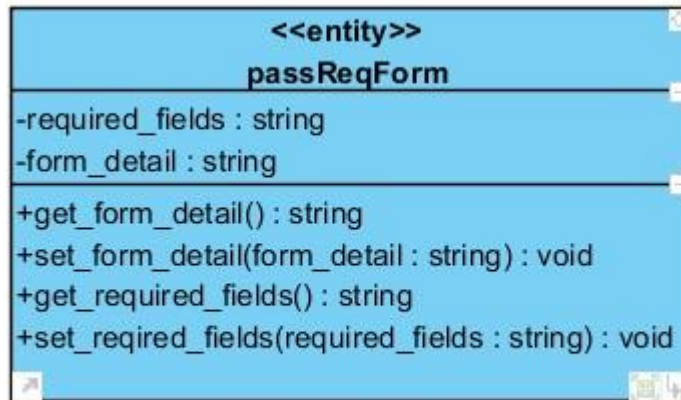 <<entity>>
passReqForm
-required_fields : string
-form_detail : string
+get_form_detail() : string
+set_form_detail(form_detail : string) : void
+get_required_fields() : string
+set_reqired_fields(required_fields : string) : void